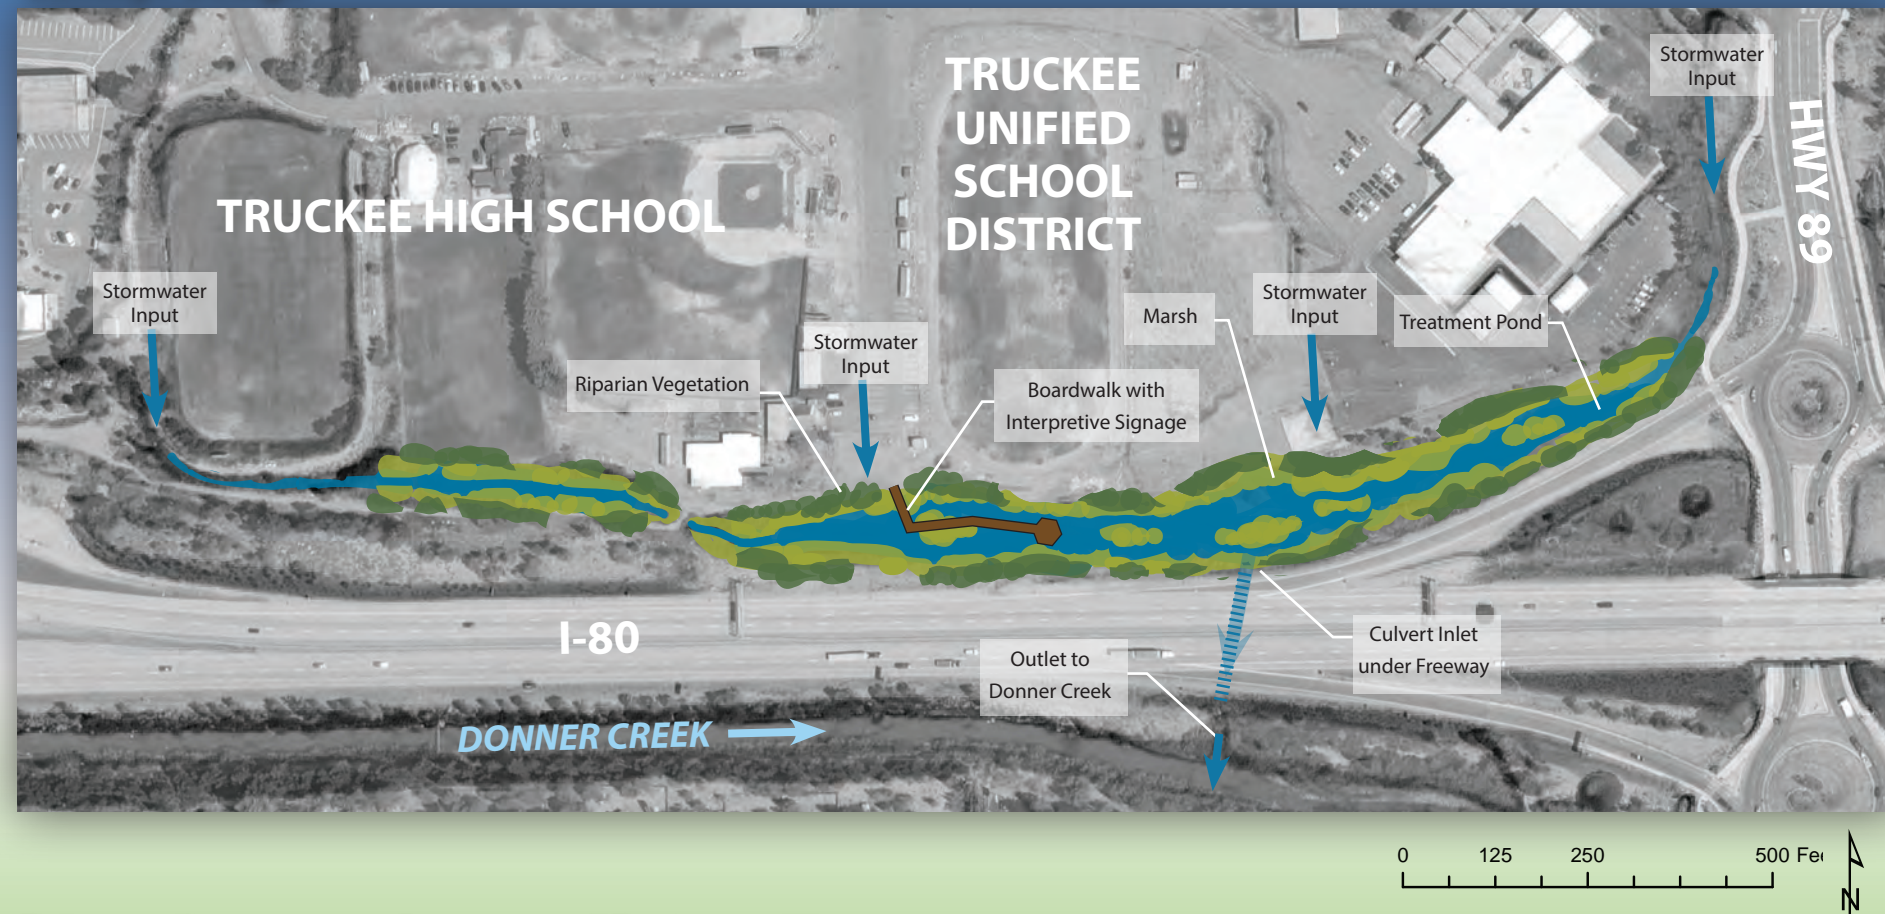 TRUCKEE
UNIFIED
SCHOOL
DISTRICT
Stormwater
Input
HWY 89
TRUCKEE HIGH SCHOOL
Stormwater
Input
Stormwater
Input
Marsh
Treatment Pond
Stormwater
Input
Riparian Vegetation
Boardwalk with
Interpretive Signage
I-80
Culvert Inlet
under Freeway
Outlet to
Donner Creek
DONNER CREEK
0 125 250 500 Fe
N